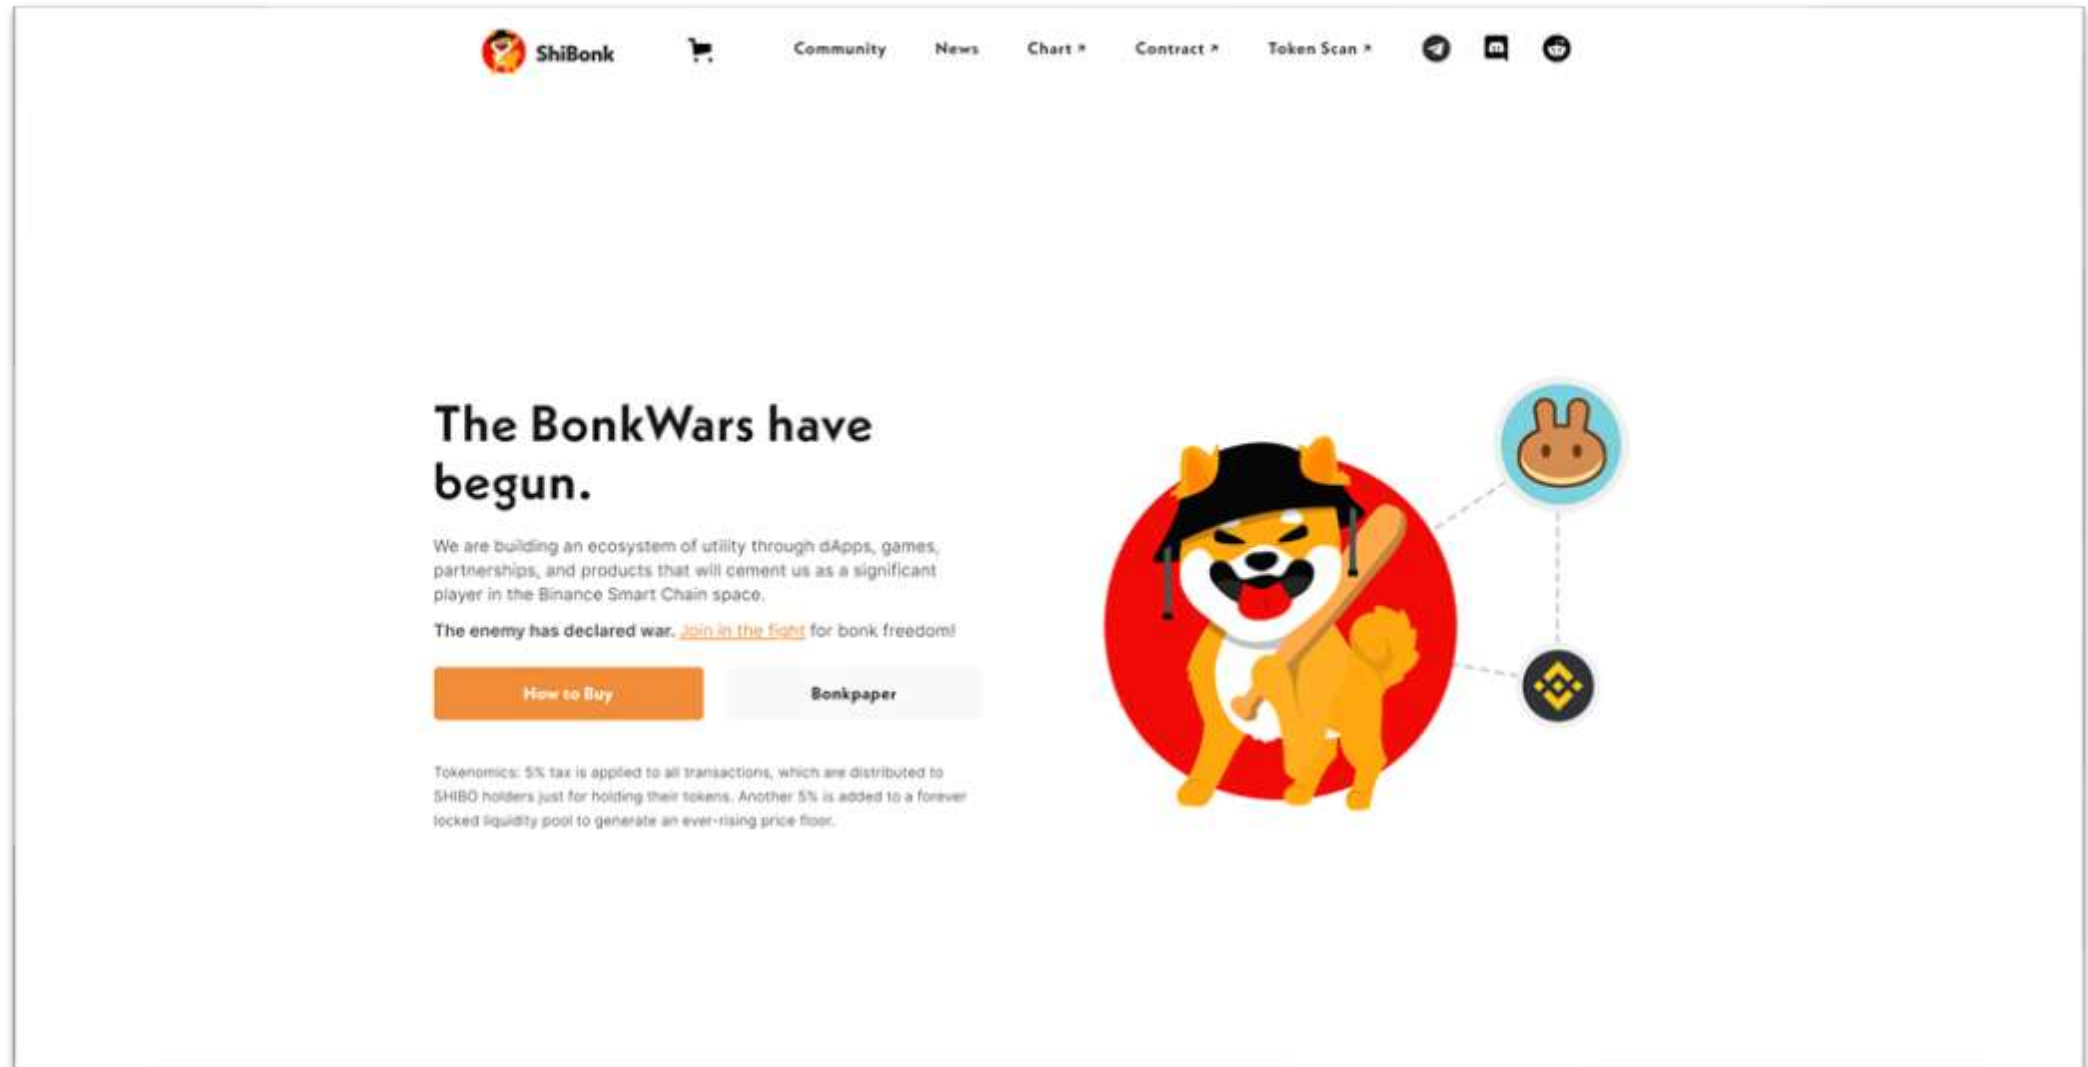 ShiBonk
Community
News
Chart
Contract
Token Scan
The BonkWars have
begun.
We are building an ecosystem of utility through dApps, games,
partnerships, and products that will cement us as a significant
player in the Binance Smart Chain space.
The enemy has declared war. Join in the fight for bonk freedom!
How to Buy
Bonkpaper
Tokenomics: 5% tax is applied to all transactions, which are distributed to
SHIBO holders just for holding their tokens. Another 5% is added to a forever
locked liquidity pool to generate an ever-rising price floor.